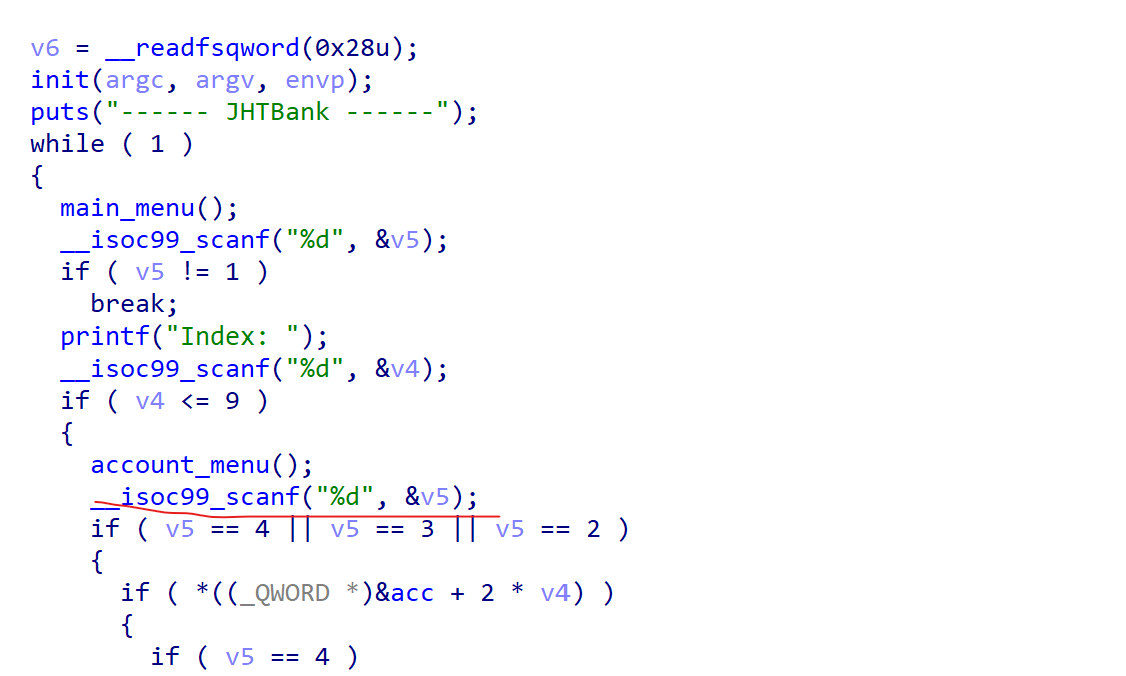 v6 = __readfsqword(0x28u);
init(argc, argv, envp);
puts("------ JHTBank ------");
while ( 1 )
{
  main_menu();
  __isoc99_scanf("%d", &v5);
  if ( v5 != 1 )
    break;
  printf("Index: ");
  __isoc99_scanf("%d", &v4);
  if ( v4 <= 9 )
  {
    account_menu();
    __isoc99_scanf("%d", &v5);
    if ( v5 == 4 || v5 == 3 || v5 == 2 )
    {
      if ( *((_QWORD *)&acc + 2 * v4) )
      {
        if ( v5 == 4 )